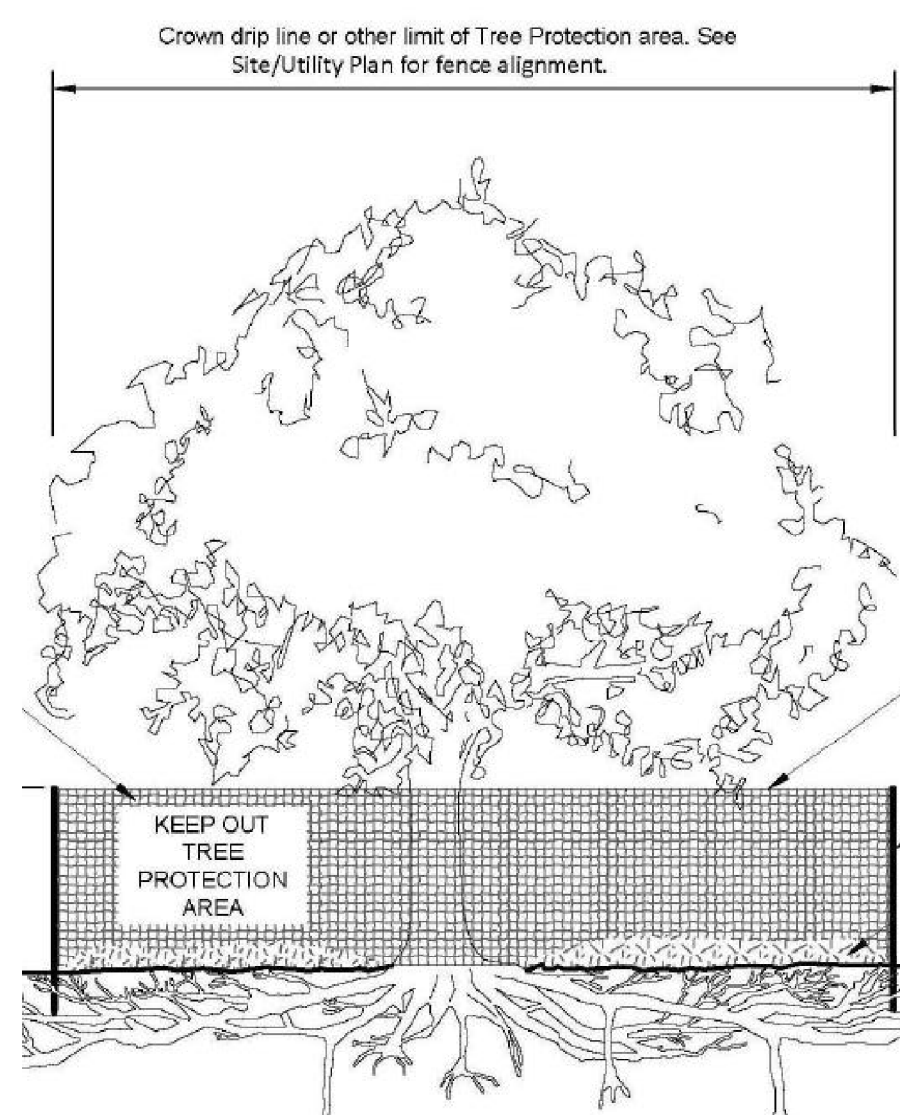 Crown drip line or other limit of Tree Protection area. See
Site/Utility Plan for fence alignment.
KEEP OUT
TREE
PROTECTION
AREA